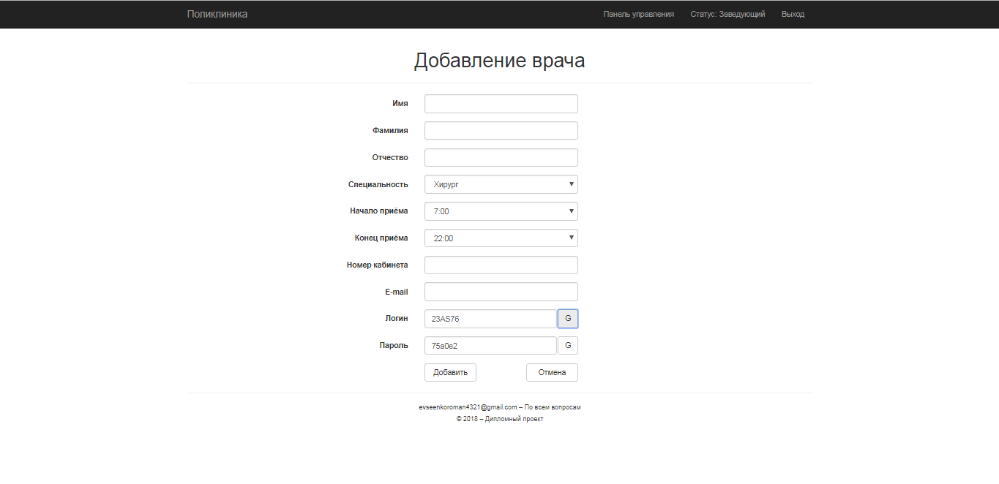 Поликлиника Панель управления Статус: Заведующий Выход
Добавление врача
Имя
Фамилия
Отчество
Специальность Хирург
Начало приёма 7:00
Конец приёма 22:00
Номер кабинета
E-mail
Логин 23AS76 G
Пароль 75a0e2 G
Добавить Отмена
evseenkoroman4321@gmail.com – По всем вопросам
© 2018 – Дипломный проект